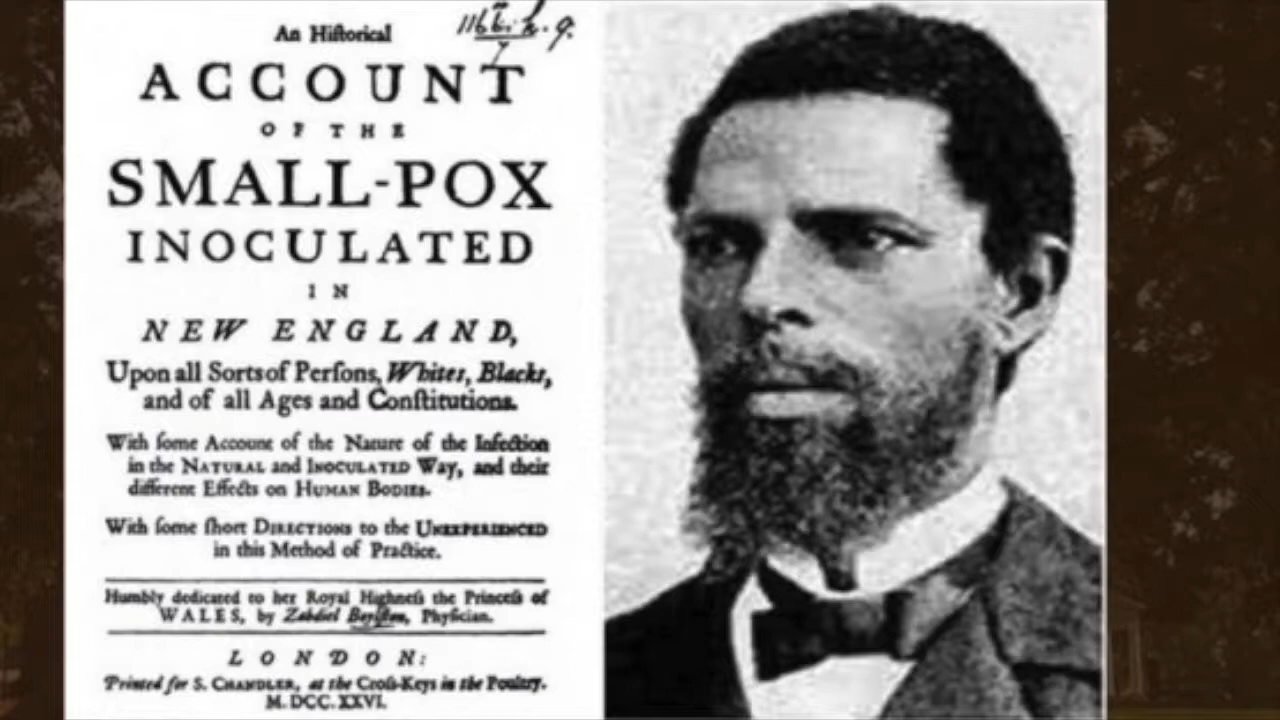 An Hiſtorical
ACCOUNT
OF THE
SMALL-POX
INOCULATED
IN
NEW ENGLAND,
Upon all Sorts of Perſons, Whites, Blacks,
and of all Ages and Conſtitutions.
With ſome Account of the Nature of the Infection
in the NATURAL and INOCULATED Way, and their
different Effects on HUMAN BODIES.
With ſome ſhort DIRECTIONS to the UNEXPERIENCED
in this Method of Practice.
Humbly dedicated to her Royal Highneſs the Princeſs of
WALES, by Zabdiel Boylſton, Phyſician.
LONDON:
Printed for S. CHANDLER, at the Croſs-Keys in the Poultry.
M. DCC. XXVI.